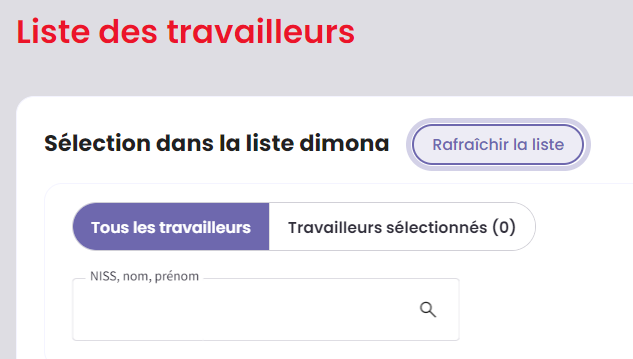 Liste des travailleurs
Sélection dans la liste dimona
Rafraîchir la liste
Tous les travailleurs
Travailleurs sélectionnés (0)
NISS, nom, prénom